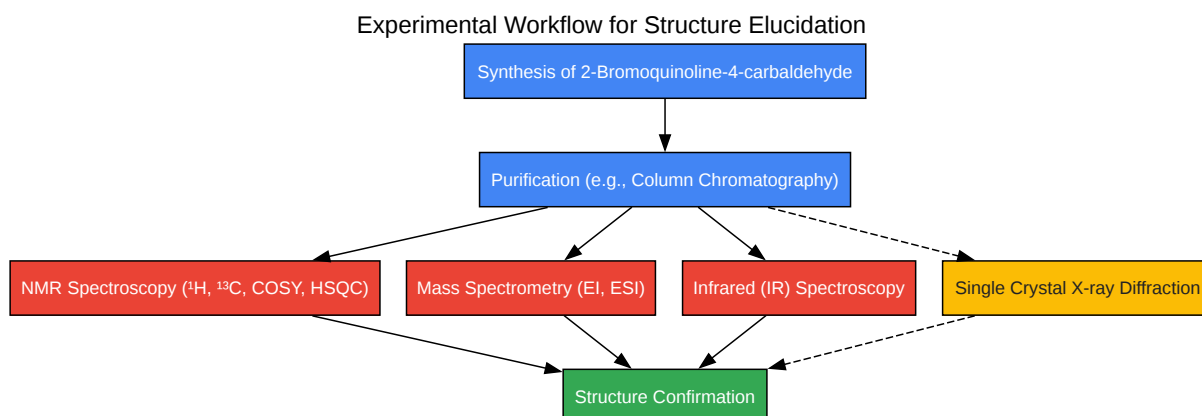 Experimental Workflow for Structure Elucidation
Synthesis of 2-Bromoquinoline-4-carbaldehyde
Purification (e.g., Column Chromatography)
NMR Spectroscopy (¹H, ¹³C, COSY, HSQC)
Mass Spectrometry (EI, ESI)
Infrared (IR) Spectroscopy
Single Crystal X-ray Diffraction
Structure Confirmation